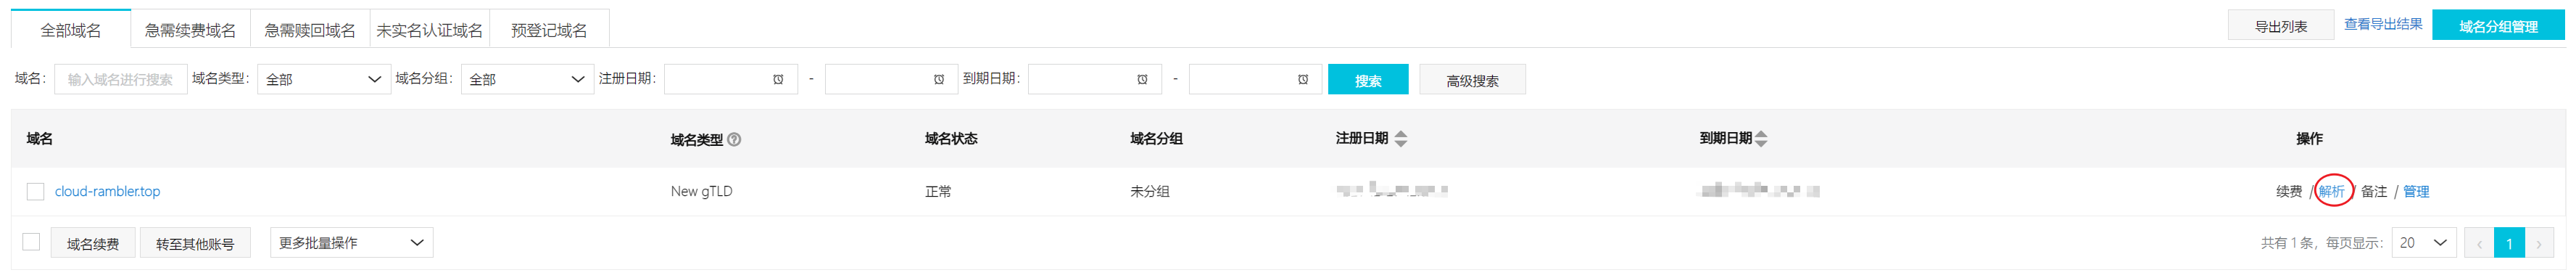 全部域名 急需续费域名 急需赎回域名 未实名认证域名 预登记域名 导出列表 查看导出结果 域名分组管理
域名： 输入域名进行搜索 域名类型： 全部 域名分组： 全部 注册日期： - 到期日期： - 搜索 高级搜索
域名 域名类型 域名状态 域名分组 注册日期 到期日期 操作
cloud-rambler.top New gTLD 正常 未分组 续费 / 解析 / 备注 / 管理
域名续费 转至其他账号 更多批量操作 共有 1 条，每页显示： 20 ‹ 1 ›